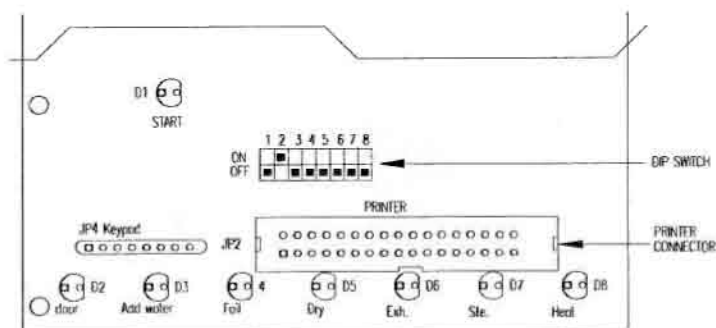 D1
START
1 2 3 4 5 6 7 8
ON
OFF
DIP SWITCH
PRINTER
JP4 Keypad
JP2
PRINTER
CONNECTOR
D2 D3 4 D5 D6 D7 D8
door Add water Fail Dry Exh. Ste. Heat